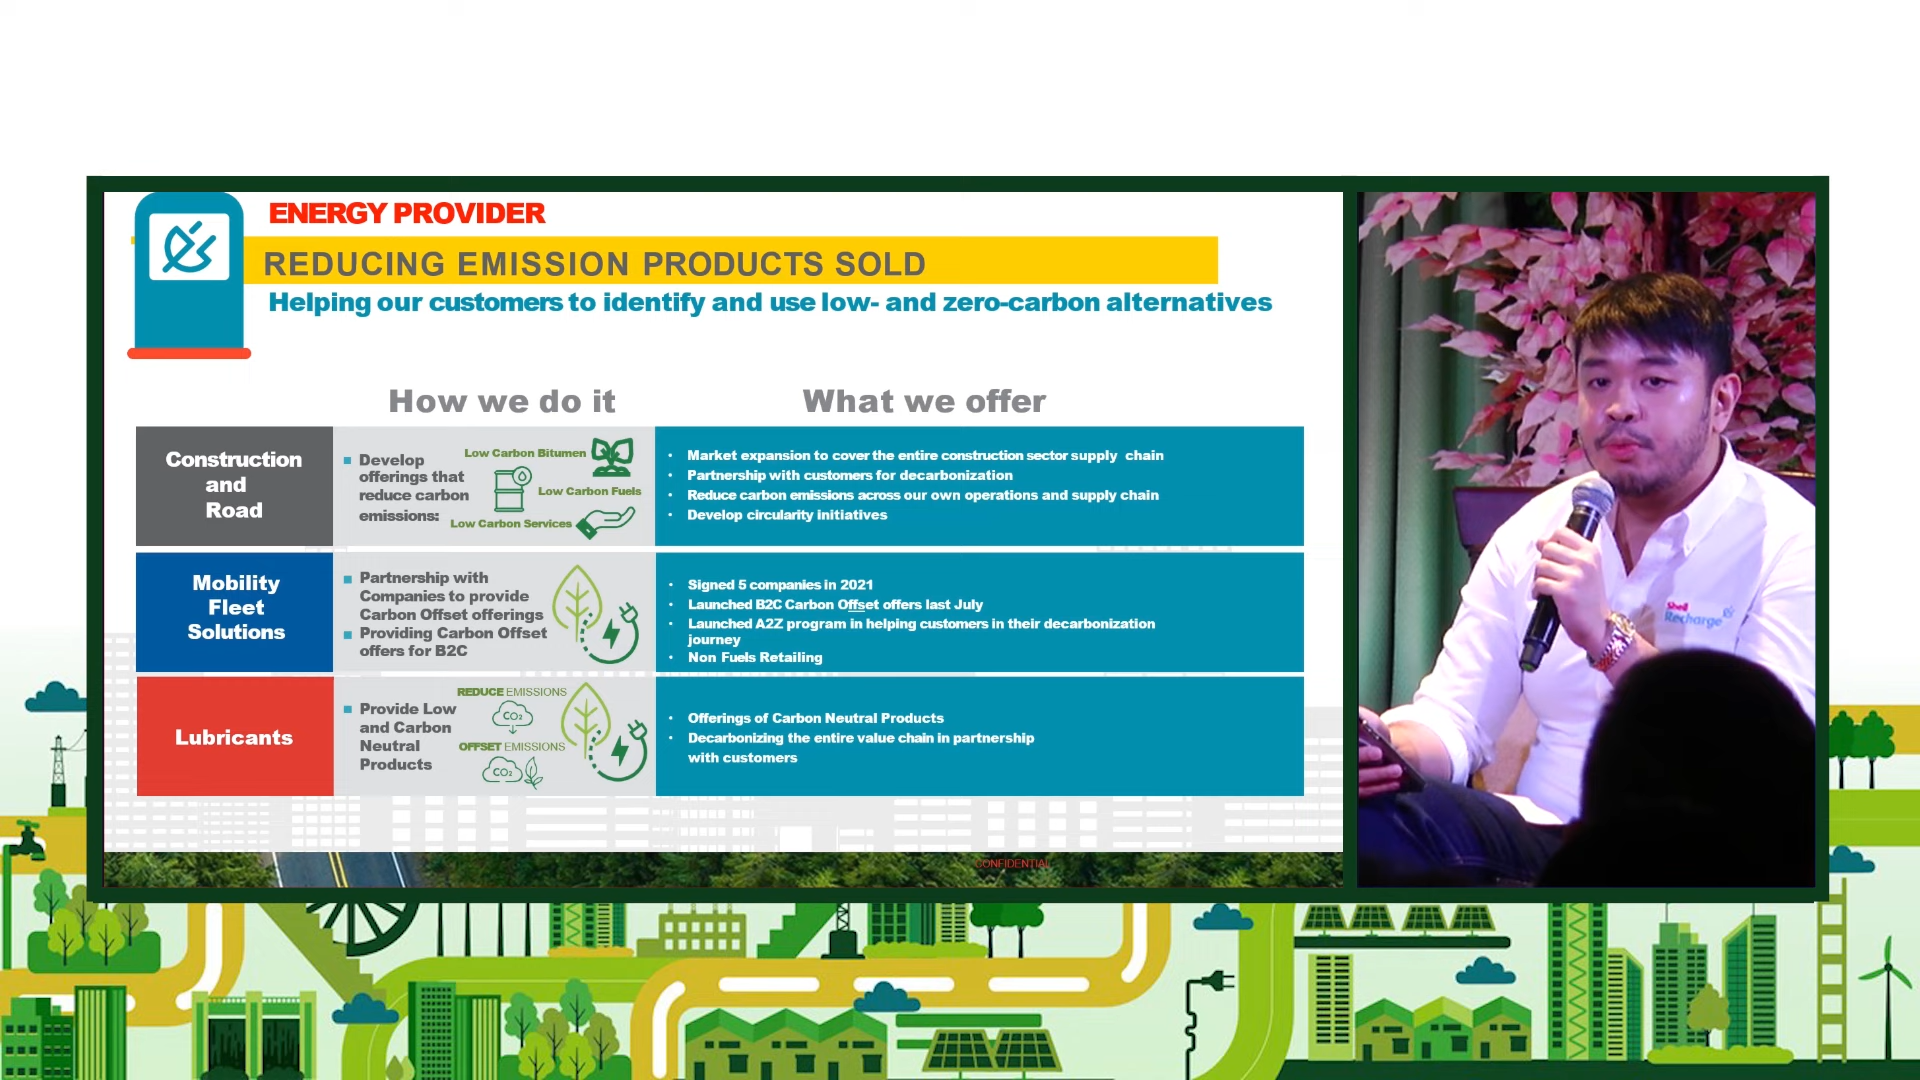 ENERGY PROVIDER
REDUCING EMISSION PRODUCTS SOLD
Helping our customers to identify and use low- and zero-carbon alternatives
How we do it
What we offer
Construction
and
Road
Develop
offerings that
reduce carbon
emissions:
Low Carbon Bitumen
Low Carbon Fuels
Low Carbon Services
• Market expansion to cover the entire construction sector supply chain
• Partnership with customers for decarbonization
• Reduce carbon emissions across our own operations and supply chain
• Develop circularity initiatives
Mobility
Fleet
Solutions
Partnership with
Companies to provide
Carbon Offset offerings
Providing Carbon Offset
offers for B2C
• Signed 5 companies in 2021
• Launched B2C Carbon Offset offers last July
• Launched A2Z program in helping customers in their decarbonization
journey
• Non Fuels Retailing
Lubricants
Provide Low
and Carbon
Neutral
Products
REDUCE EMISSIONS
CO2
OFFSET EMISSIONS
CO2
• Offerings of Carbon Neutral Products
• Decarbonizing the entire value chain in partnership
with customers
CONFIDENTIAL
Shell
Recharge